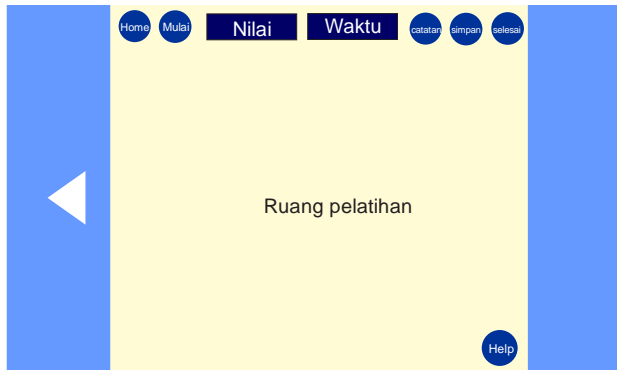 Home Mulai Nilai Waktu catatan simpan selesai
Ruang pelatihan
Help